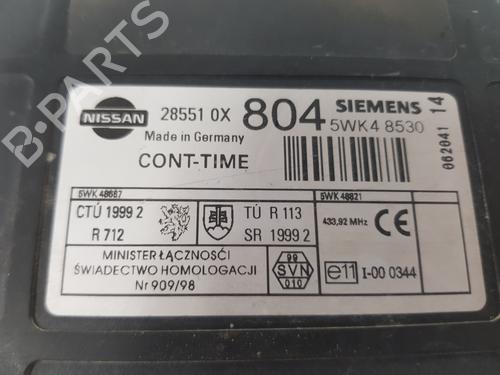 NISSAN
28551 0X 804
Made in Germany
CONT-TIME
SIEMENS
5WK4 8530
14
062041
5WK 48687
CTÚ 1999 2
R 712
TÚ R 113
SR 1999 2
5WK 48821
433,92 MHz
CE
MINISTER ŁĄCZNOŚCI
ŚWIADECTWO HOMOLOGACJI
Nr 909/98
99
SVN
010
e11 I-00 0344
B-PARTS